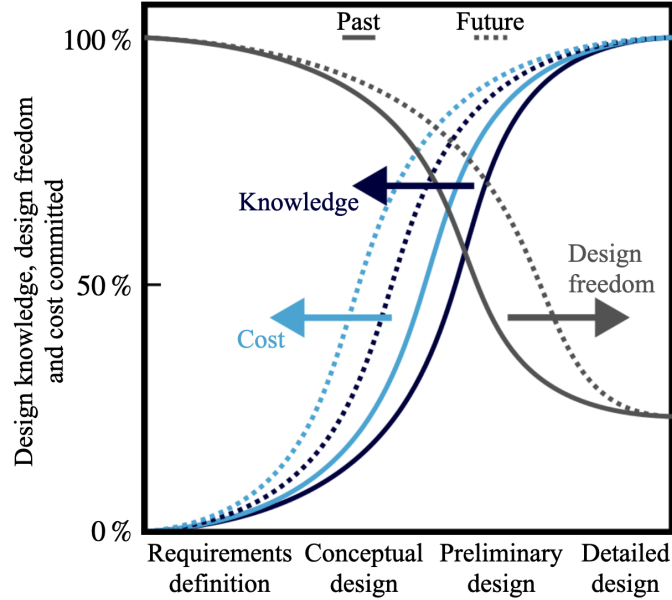 Past Future
100 %
Knowledge
Design
freedom
50 %
Cost
0 %
Design knowledge, design freedom
and cost committed
Requirements
definition
Conceptual
design
Preliminary
design
Detailed
design